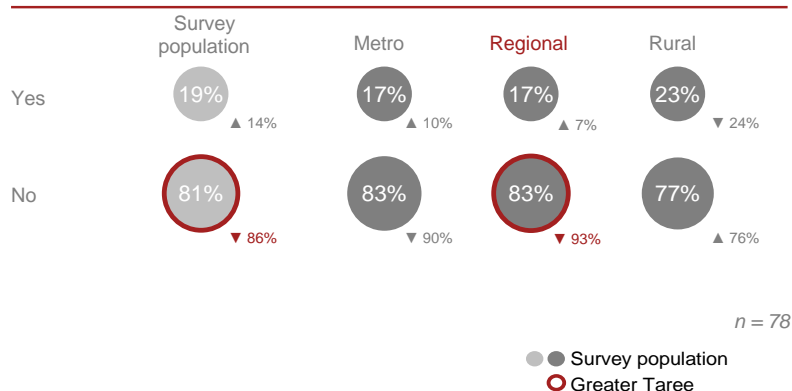 Survey
population
Metro
Regional
Rural
Yes
19%
17%
17%
23%
▲ 14%
▲ 10%
▲ 7%
▼ 24%
No
81%
83%
83%
77%
▼ 86%
▼ 90%
▼ 93%
▲ 76%
n = 78
Survey population
Greater Taree